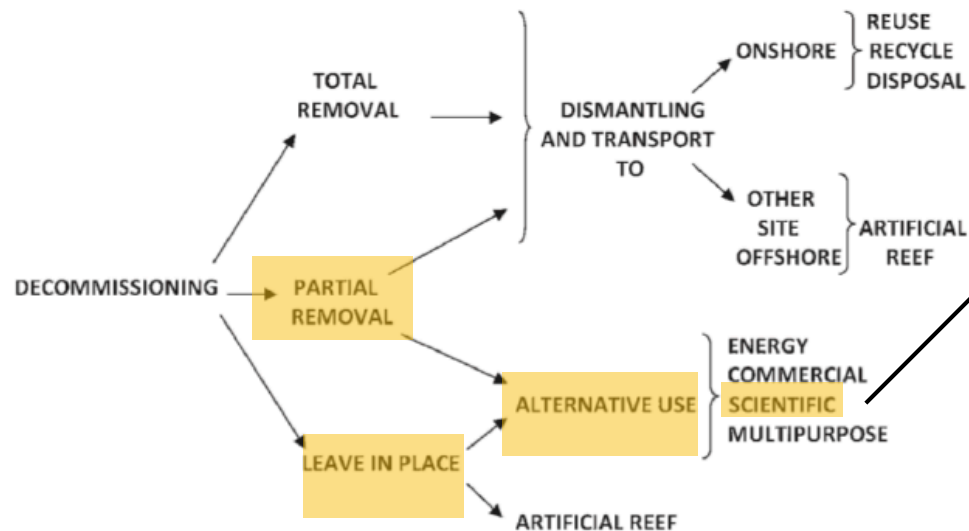 TOTAL
REMOVAL
DISMANTLING
AND TRANSPORT
TO
ONSHORE
REUSE
RECYCLE
DISPOSAL
OTHER
SITE
OFFSHORE
ARTIFICIAL
REEF
DECOMMISSIONING
PARTIAL
REMOVAL
ALTERNATIVE USE
ENERGY
COMMERCIAL
SCIENTIFIC
MULTIPURPOSE
LEAVE IN PLACE
ARTIFICIAL REEF